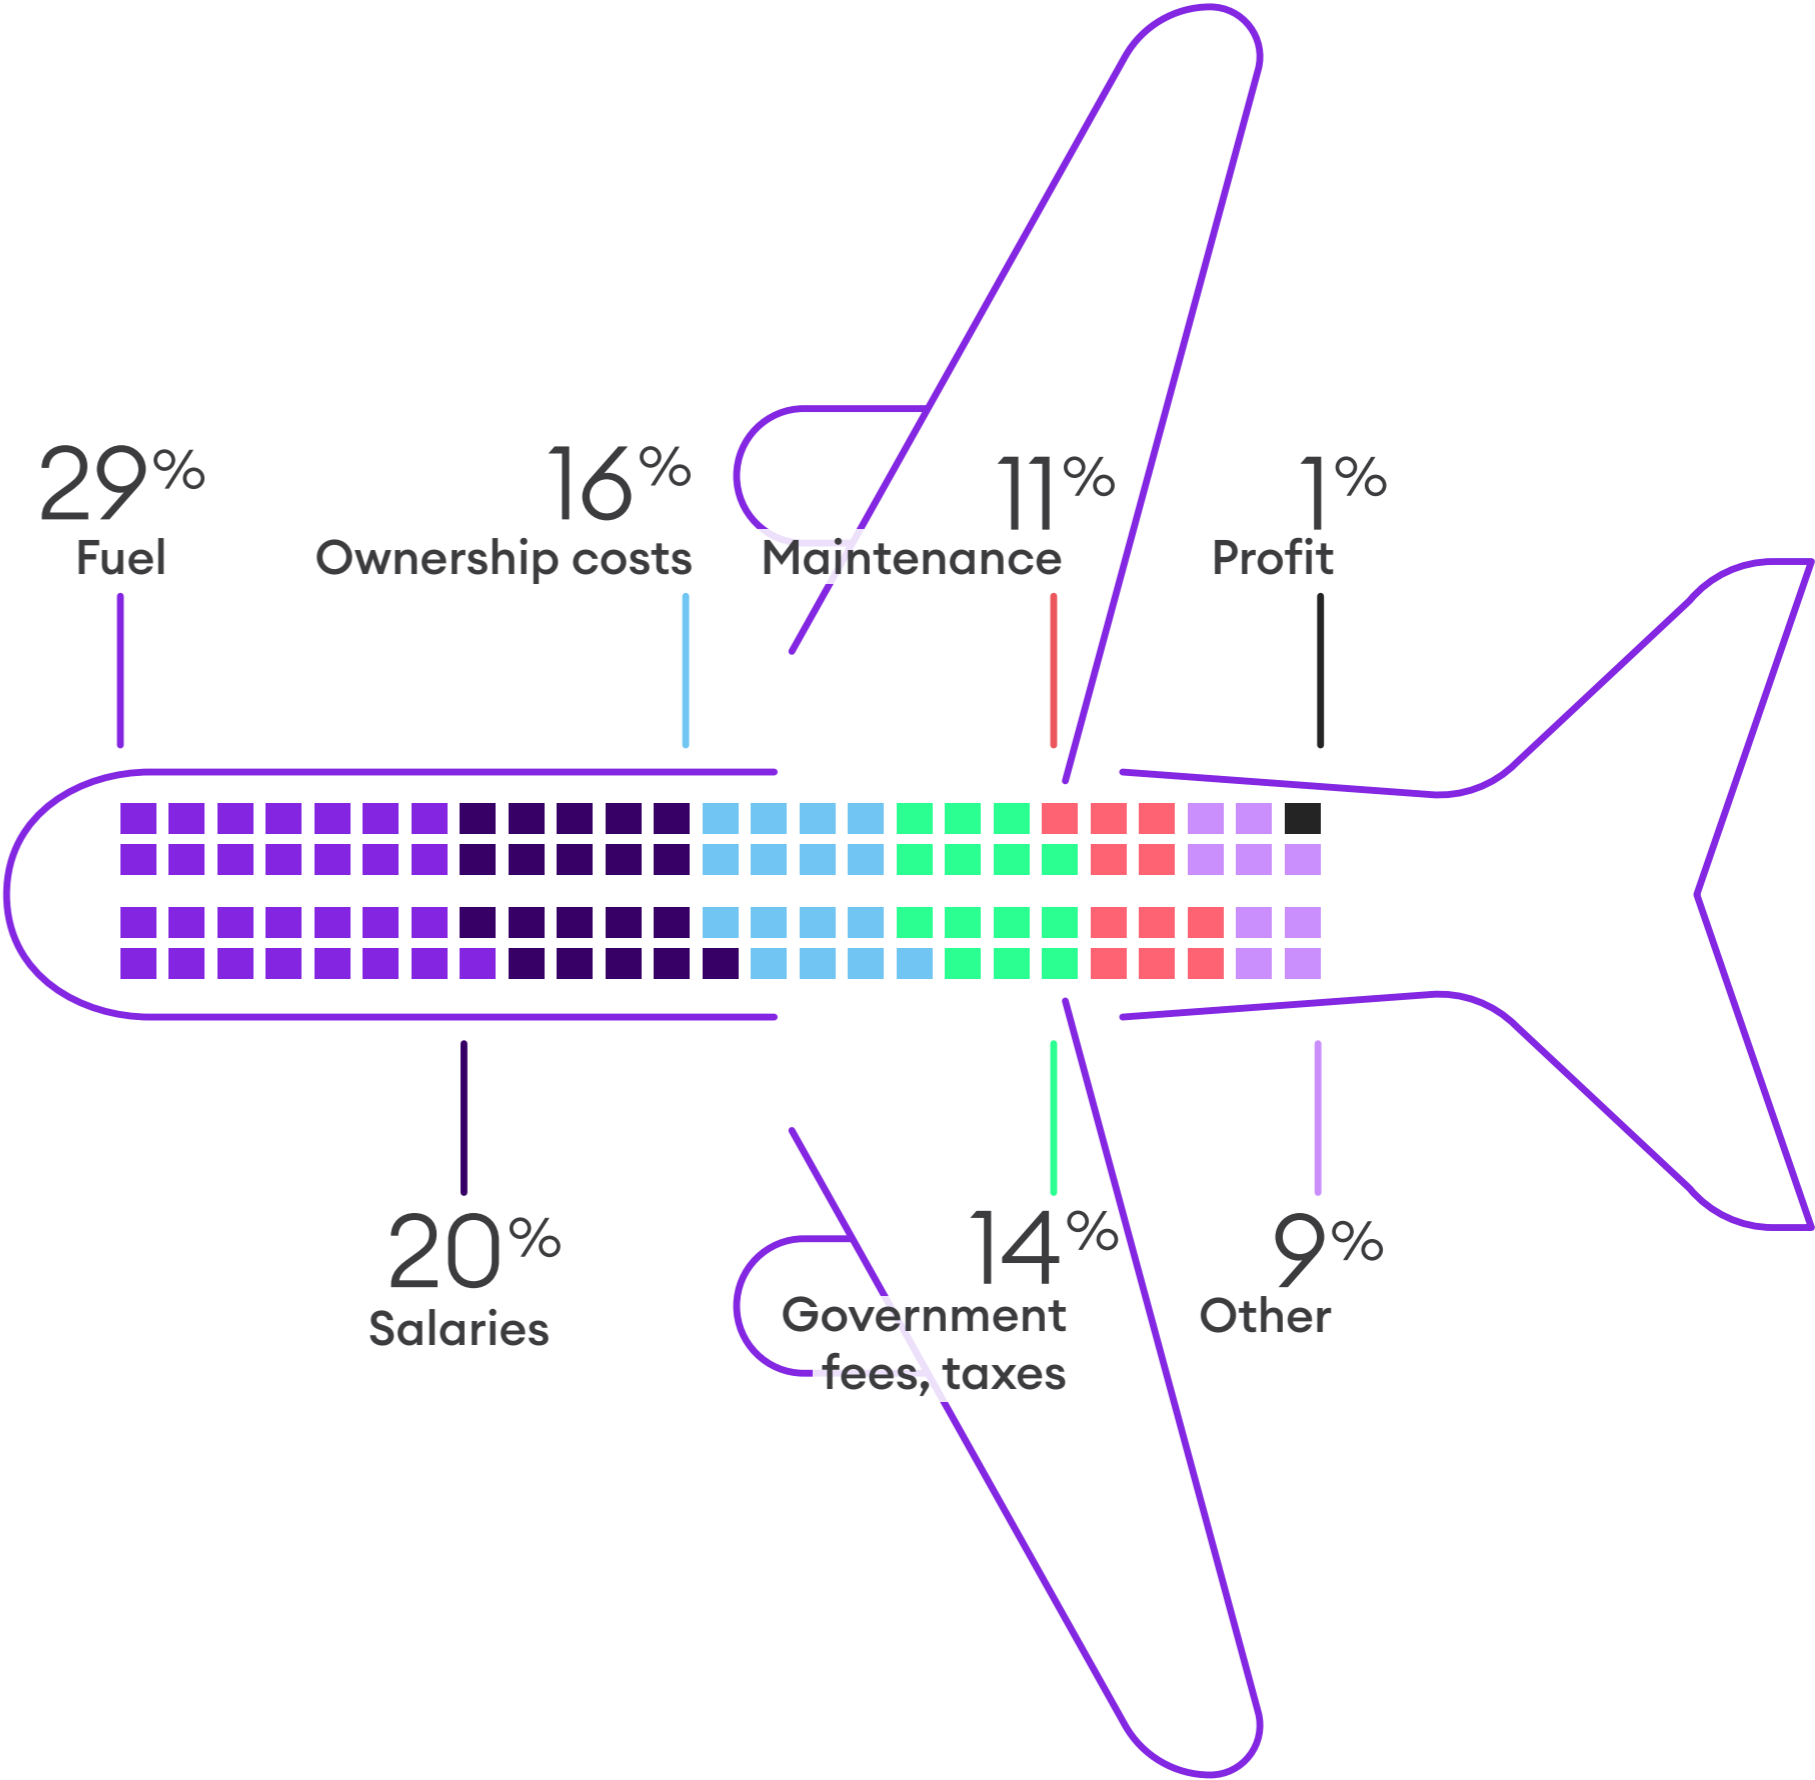 29%
Fuel
16%
Ownership costs
11%
Maintenance
1%
Profit
20%
Salaries
14%
Government
fees, taxes
9%
Other